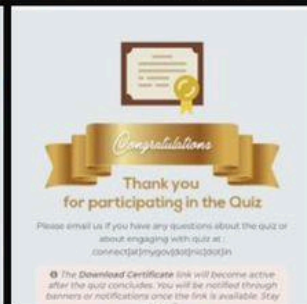 Congratulations
Thank you
for participating in the Quiz
Please email us if you have any questions about the quiz or
about engaging with quiz at :
connect[at]mygov[dot]nic[dot]in
The Download Certificate link will become active
after the quiz concludes. You will be notified through
banners or notifications once the link is available. Stay